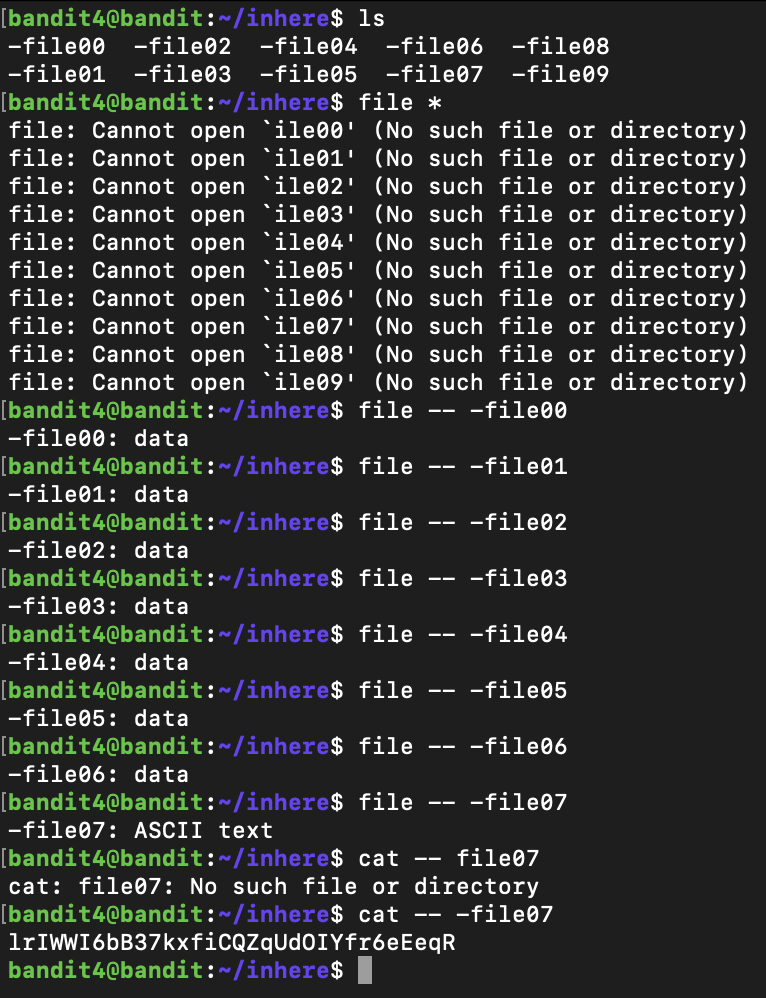 [bandit4@bandit:~/inhere$ ls
-file00  -file02  -file04  -file06  -file08
-file01  -file03  -file05  -file07  -file09
[bandit4@bandit:~/inhere$ file *
file: Cannot open `ile00' (No such file or directory)
file: Cannot open `ile01' (No such file or directory)
file: Cannot open `ile02' (No such file or directory)
file: Cannot open `ile03' (No such file or directory)
file: Cannot open `ile04' (No such file or directory)
file: Cannot open `ile05' (No such file or directory)
file: Cannot open `ile06' (No such file or directory)
file: Cannot open `ile07' (No such file or directory)
file: Cannot open `ile08' (No such file or directory)
file: Cannot open `ile09' (No such file or directory)
[bandit4@bandit:~/inhere$ file -- -file00
-file00: data
[bandit4@bandit:~/inhere$ file -- -file01
-file01: data
[bandit4@bandit:~/inhere$ file -- -file02
-file02: data
[bandit4@bandit:~/inhere$ file -- -file03
-file03: data
[bandit4@bandit:~/inhere$ file -- -file04
-file04: data
[bandit4@bandit:~/inhere$ file -- -file05
-file05: data
[bandit4@bandit:~/inhere$ file -- -file06
-file06: data
[bandit4@bandit:~/inhere$ file -- -file07
-file07: ASCII text
[bandit4@bandit:~/inhere$ cat -- file07
cat: file07: No such file or directory
[bandit4@bandit:~/inhere$ cat -- -file07
lrIWWI6bB37kxfiCQZqUdOIYfr6eEeqR
bandit4@bandit:~/inhere$